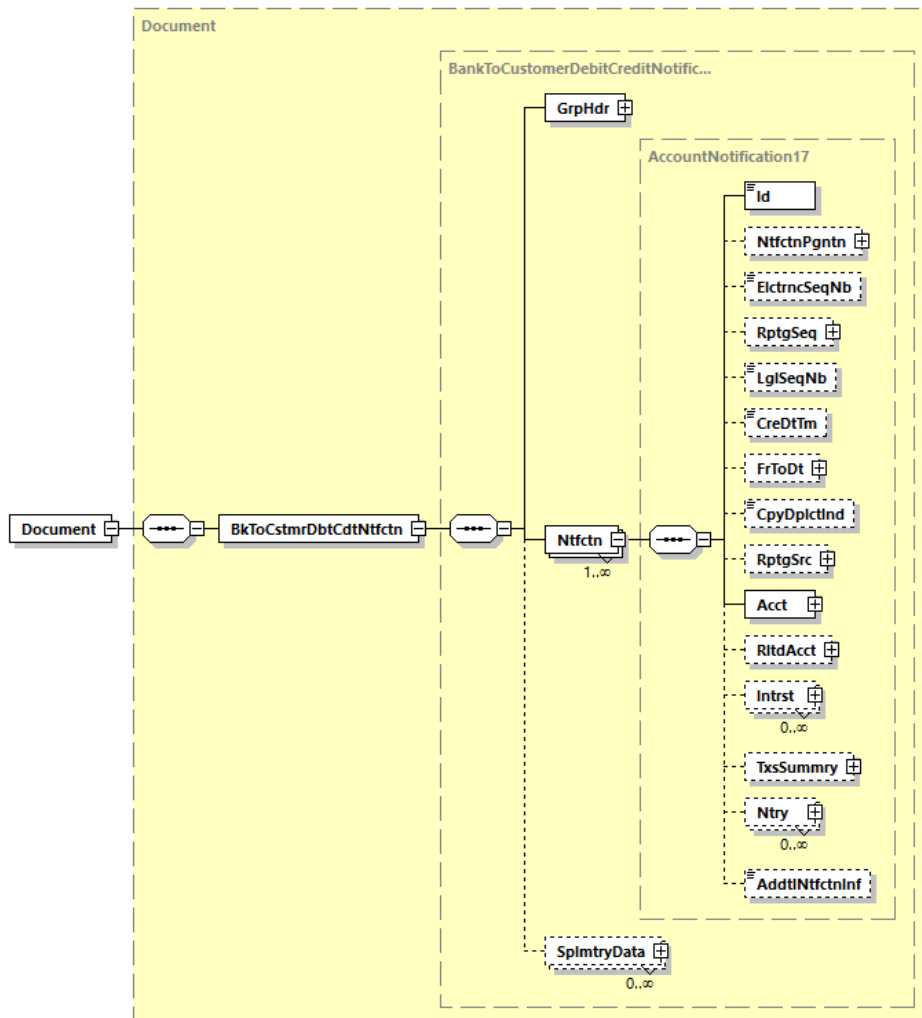 Document
BankToCustomerDebitCreditNotific...
GrpHdr
AccountNotification17
Id
NtfctnPgntn
ElctrncSeqNb
RptgSeq
LglSeqNb
CreDtTm
FrToDt
CpyDplctInd
Document
BkToCstmrDbtCdtNtfctn
Ntfctn
1..∞
RptgSrc
Acct
RltdAcct
Intrst
0..∞
TxsSummry
Ntry
0..∞
AddtlNtfctnInf
SplmtryData
0..∞